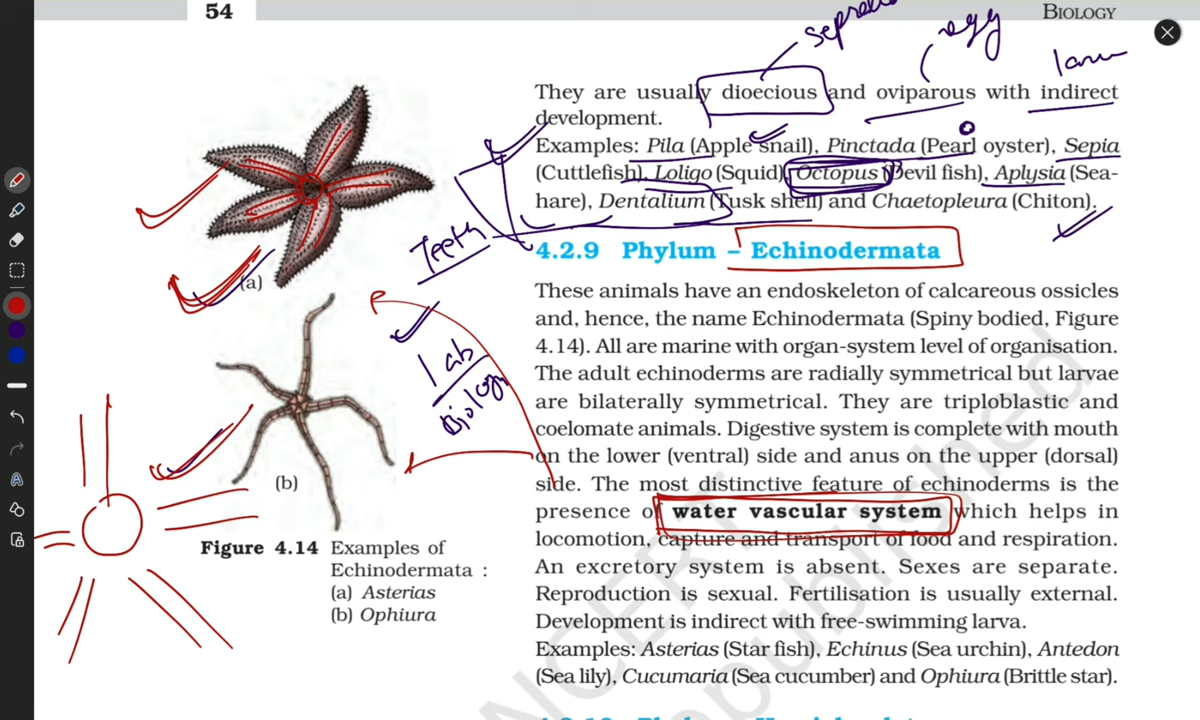 54
BIOLOGY
egg
They are usually dioecious and oviparous with indirect
development.
Examples: Pila (Apple snail), Pinctada (Pearl oyster), Sepia
(Cuttlefish), Loligo (Squid), Octopus (Devil fish), Aplysia (Sea-
hare), Dentalium (Tusk shell) and Chaetopleura (Chiton).
Teeth
4.2.9 Phylum – Echinodermata
These animals have an endoskeleton of calcareous ossicles
and, hence, the name Echinodermata (Spiny bodied, Figure
4.14). All are marine with organ-system level of organisation.
The adult echinoderms are radially symmetrical but larvae
are bilaterally symmetrical. They are triploblastic and
coelomate animals. Digestive system is complete with mouth
on the lower (ventral) side and anus on the upper (dorsal)
side. The most distinctive feature of echinoderms is the
presence of water vascular system which helps in
locomotion, capture and transport of food and respiration.
An excretory system is absent. Sexes are separate.
Reproduction is sexual. Fertilisation is usually external.
Development is indirect with free-swimming larva.
Examples: Asterias (Star fish), Echinus (Sea urchin), Antedon
(Sea lily), Cucumaria (Sea cucumber) and Ophiura (Brittle star).
(a)
lab
Biology
(b)
Figure 4.14 Examples of
Echinodermata :
(a) Asterias
(b) Ophiura
NCERT
published